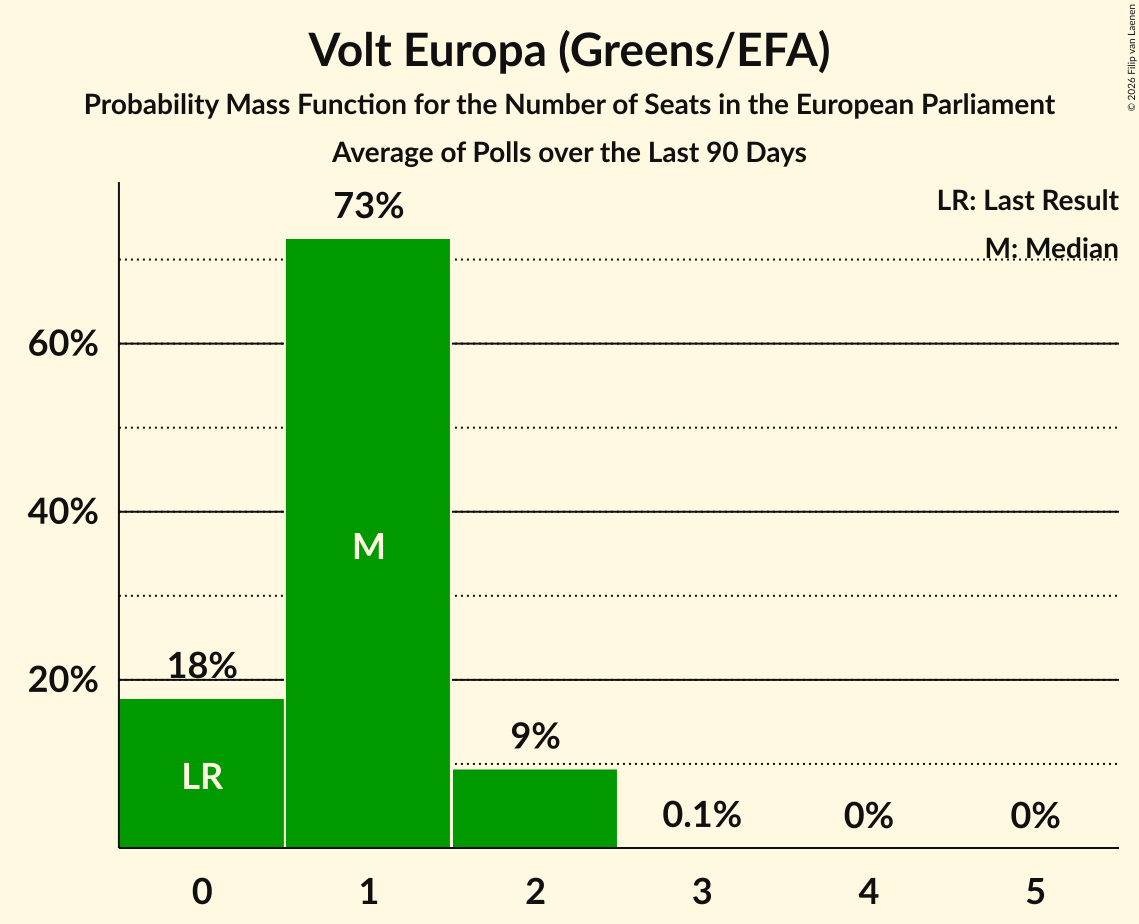 Volt Europa (Greens/EFA)
Probability Mass Function for the Number of Seats in the European Parliament
Average of Polls over the Last 90 Days
© 2026 Filip van Laenen
LR: Last Result
M: Median
73%
60%
40%
M
20%
18%
LR
9%
0.1%
0%
0%
0
1
2
3
4
5